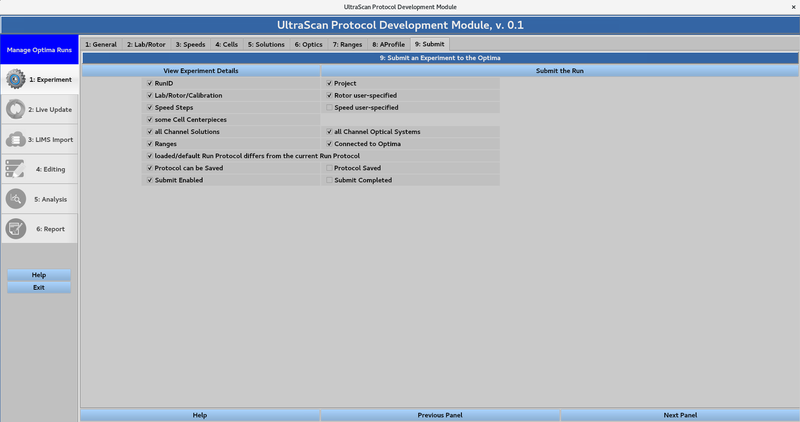 UltraScan Protocol Development Module
×
UltraScan Protocol Development Module, v. 0.1
Manage Optima Runs
1: General 2: Lab/Rotor 3: Speeds 4: Cells 5: Solutions 6: Optics 7: Ranges 8: AProfile 9: Submit
9: Submit an Experiment to the Optima
View Experiment Details Submit the Run
1: Experiment
2: Live Update
3: LIMS Import
4: Editing
5: Analysis
6: Report
Help
Exit
RunID Project
Lab/Rotor/Calibration Rotor user-specified
Speed Steps Speed user-specified
some Cell Centerpieces
all Channel Solutions all Channel Optical Systems
Ranges Connected to Optima
loaded/default Run Protocol differs from the current Run Protocol
Protocol can be Saved Protocol Saved
Submit Enabled Submit Completed
Help Previous Panel Next Panel